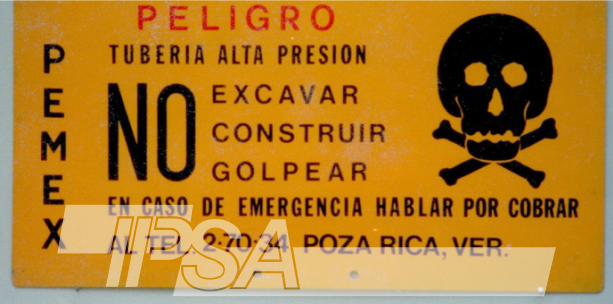 PELIGRO
PEMEX
TUBERIA ALTA PRESION
NO
EXCAVAR
CONSTRUIR
GOLPEAR
EN CASO DE EMERGENCIA HABLAR POR COBRAR
AL TEL. 2-70-34 POZA RICA, VER.
IPSA